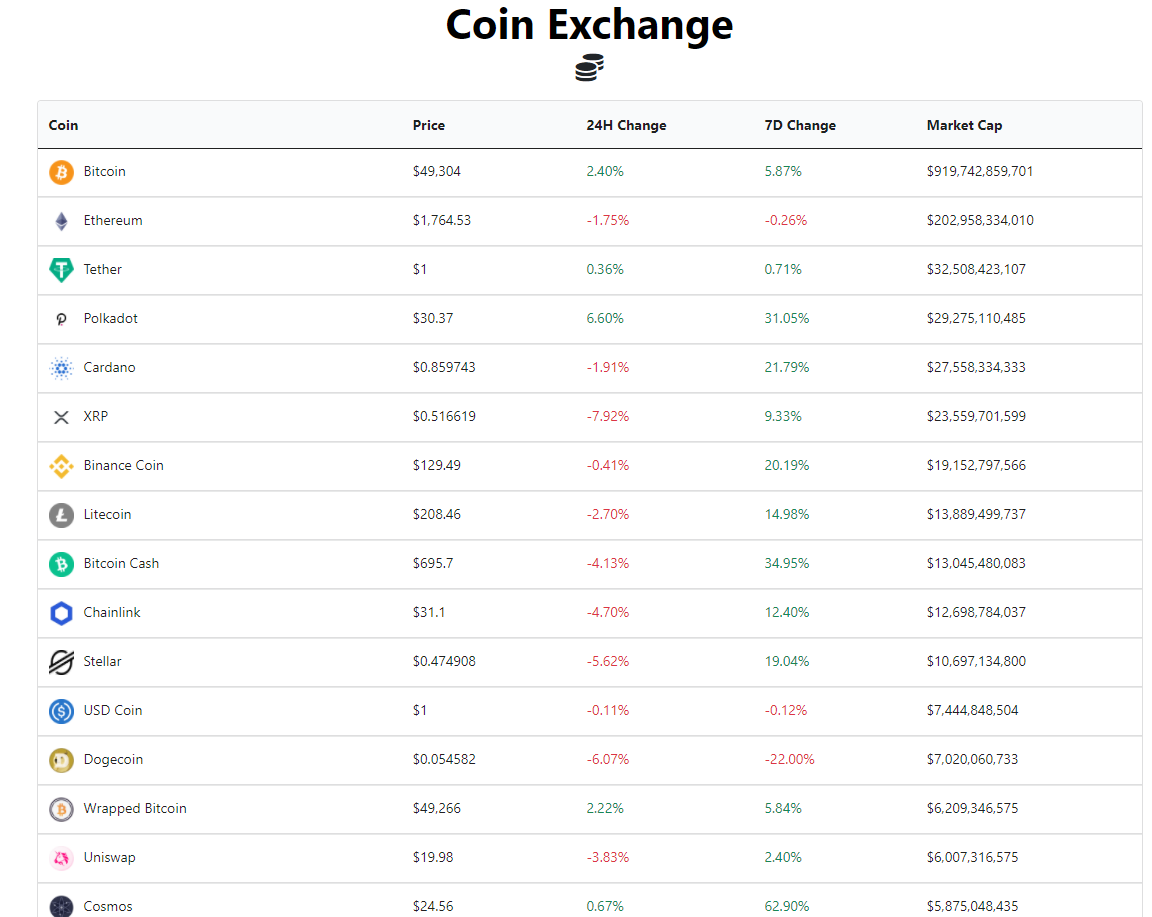 Coin Exchange
Coin Price 24H Change 7D Change Market Cap
Bitcoin $49,304 2.40% 5.87% $919,742,859,701
Ethereum $1,764.53 -1.75% -0.26% $202,958,334,010
Tether $1 0.36% 0.71% $32,508,423,107
Polkadot $30.37 6.60% 31.05% $29,275,110,485
Cardano $0.859743 -1.91% 21.79% $27,558,334,333
XRP $0.516619 -7.92% 9.33% $23,559,701,599
Binance Coin $129.49 -0.41% 20.19% $19,152,797,566
Litecoin $208.46 -2.70% 14.98% $13,889,499,737
Bitcoin Cash $695.7 -4.13% 34.95% $13,045,480,083
Chainlink $31.1 -4.70% 12.40% $12,698,784,037
Stellar $0.474908 -5.62% 19.04% $10,697,134,800
USD Coin $1 -0.11% -0.12% $7,444,848,504
Dogecoin $0.054582 -6.07% -22.00% $7,020,060,733
Wrapped Bitcoin $49,266 2.22% 5.84% $6,209,346,575
Uniswap $19.98 -3.83% 2.40% $6,007,316,575
Cosmos $24.56 0.67% 62.90% $5,875,048,435